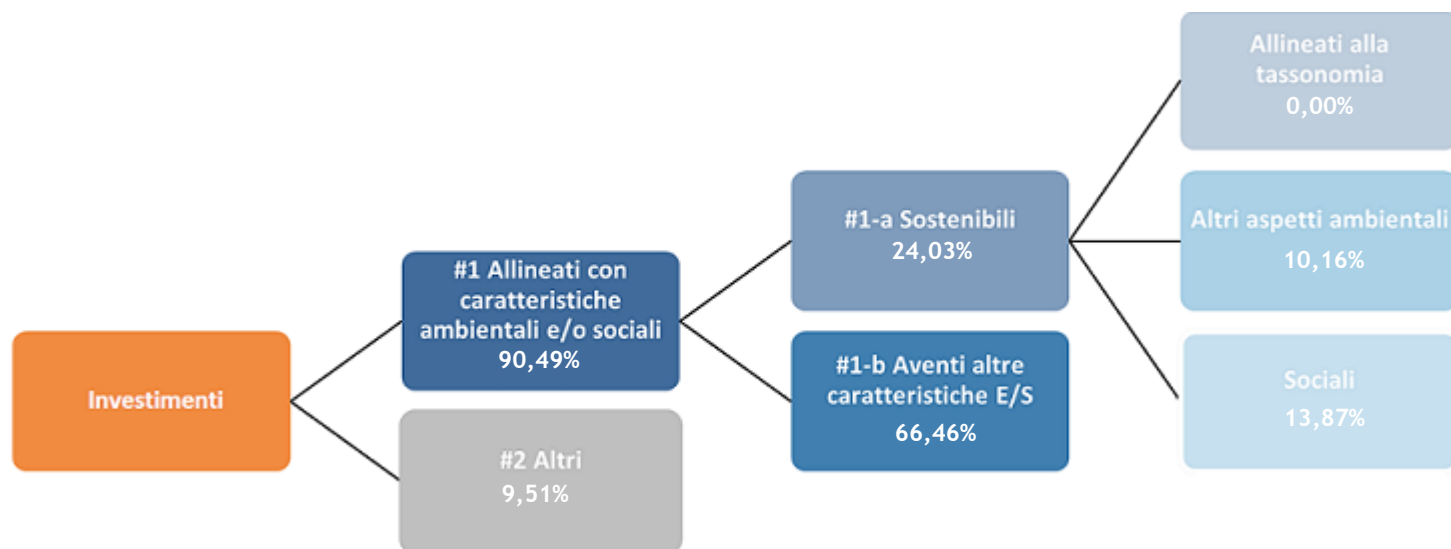 Investimenti
#1 Allineati con
caratteristiche
ambientali e/o sociali
90,49%
#2 Altri
9,51%
#1-a Sostenibili
24,03%
#1-b Aventi altre
caratteristiche E/S
66,46%
Allineati alla
tassonomia
0,00%
Altri aspetti ambientali
10,16%
Sociali
13,87%